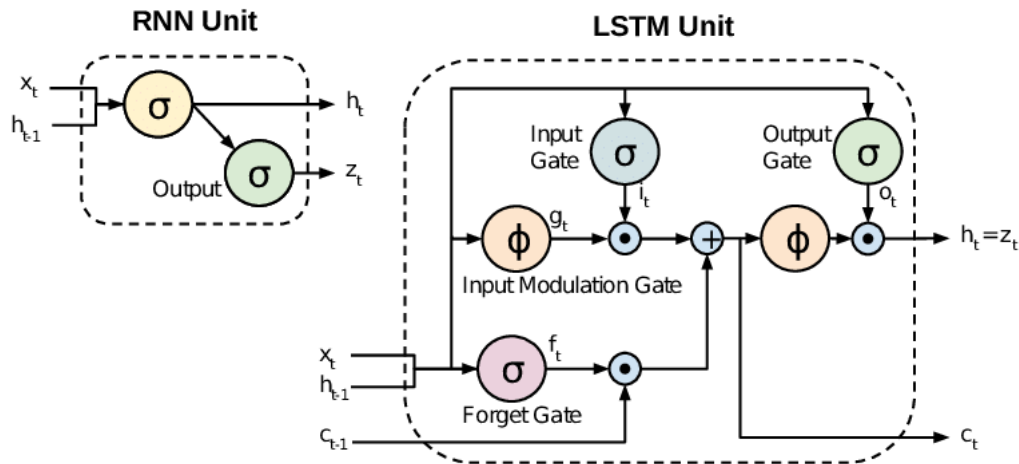 RNN Unit
x_t
h_t-1
σ
h_t
Output
σ
z_t
LSTM Unit
Input
Gate
σ
i_t
Output
Gate
σ
o_t
ϕ
g_t
Input Modulation Gate
+
ϕ
h_t=z_t
x_t
h_t-1
σ
f_t
Forget Gate
c_t-1
c_t